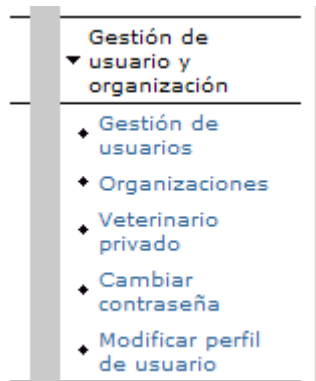 Gestión de
usuario y
organización
Gestión de
usuarios
Organizaciones
Veterinario
privado
Cambiar
contraseña
Modificar perfil
de usuario